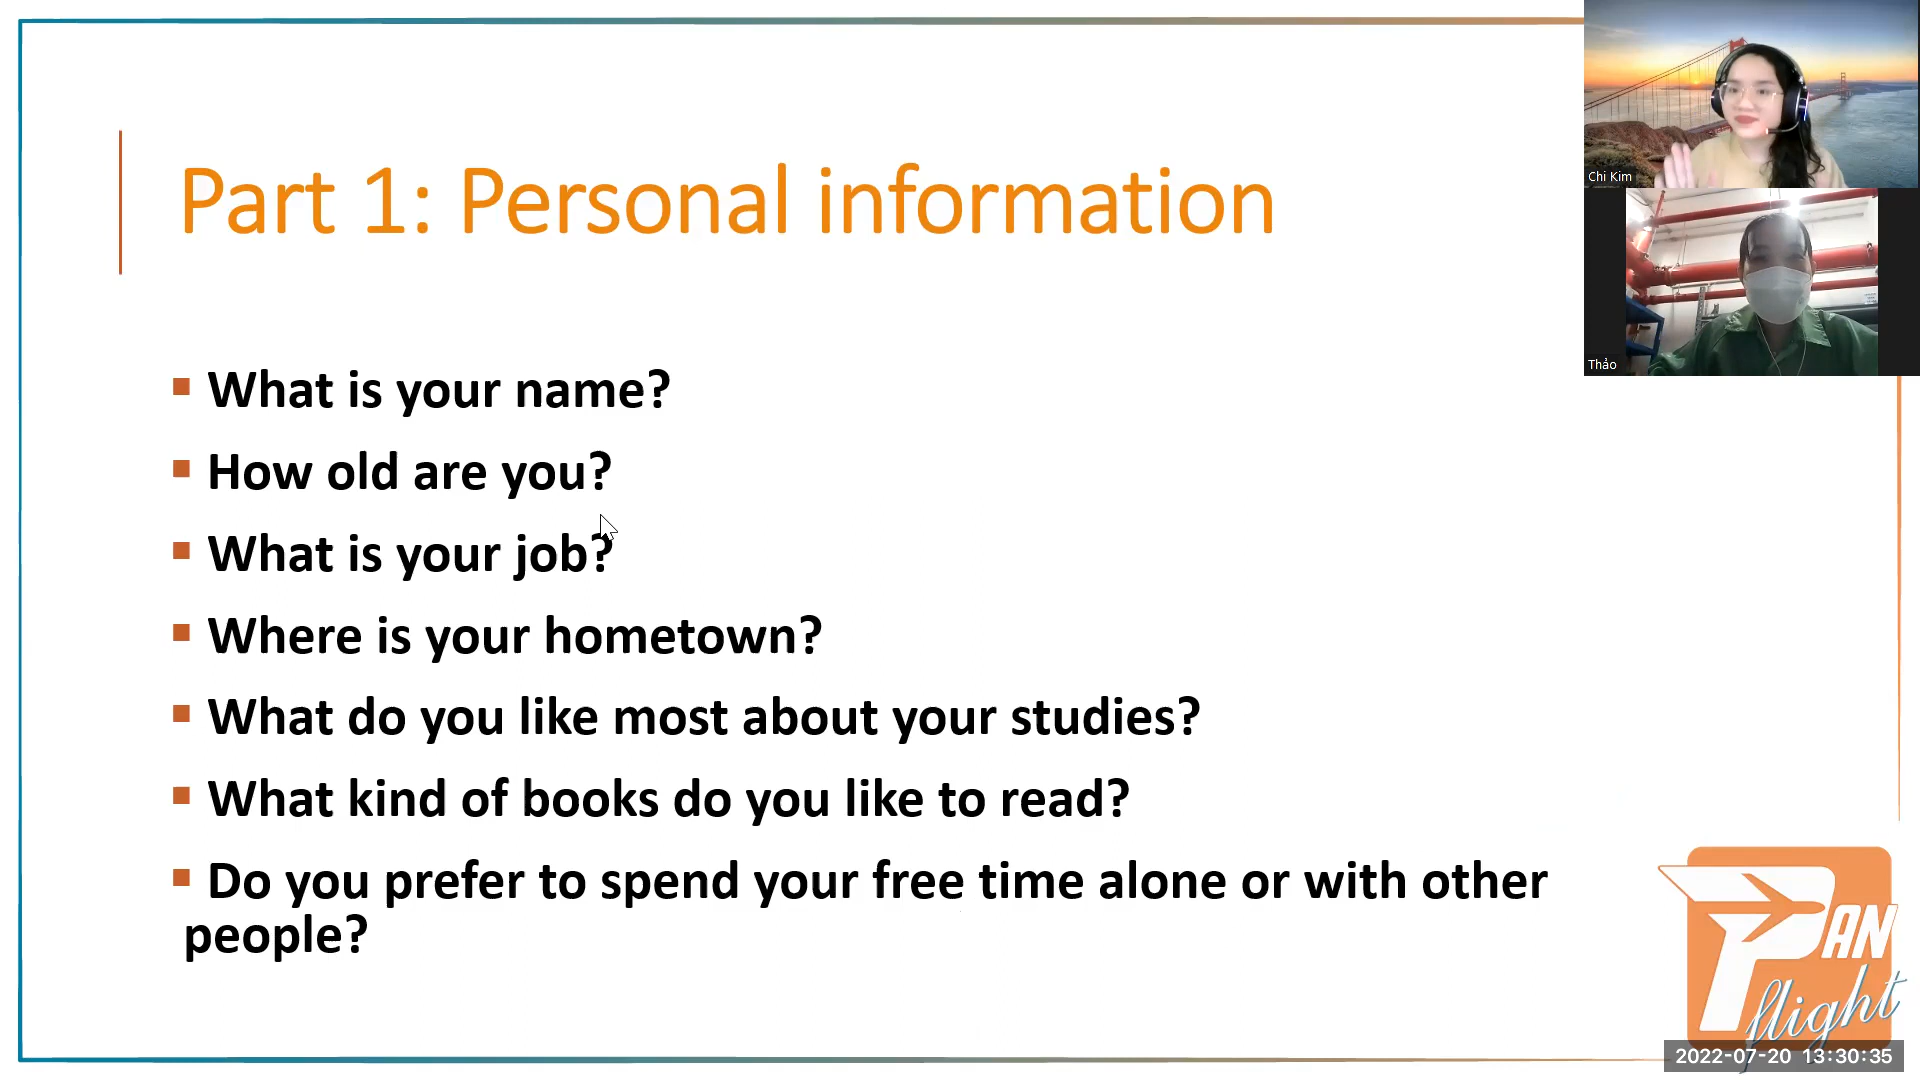 Part 1: Personal information
Chi Kim
Thảo
▪ What is your name?
▪ How old are you?
▪ What is your job?
▪ Where is your hometown?
▪ What do you like most about your studies?
▪ What kind of books do you like to read?
▪ Do you prefer to spend your free time alone or with other
people?
PAN
flight
2022-07-20 13:30:35